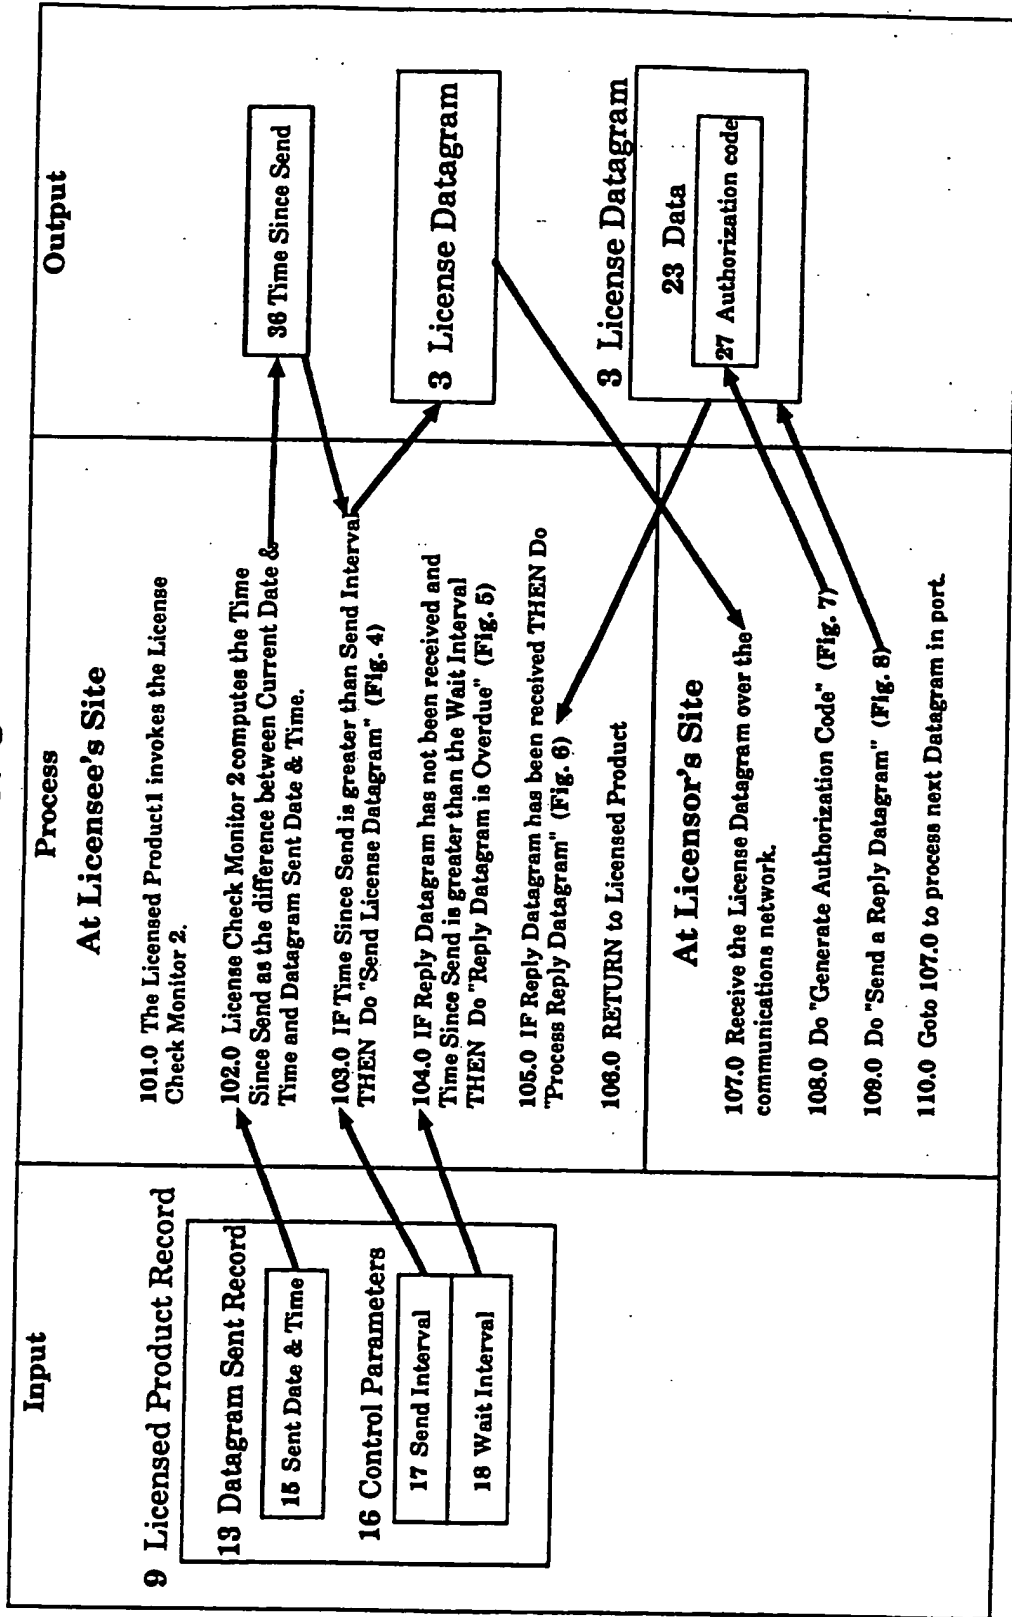 Input
9 Licensed Product Record
13 Datagram Sent Record
15 Sent Date & Time
16 Control Parameters
17 Send Interval
18 Wait Interval
Process
At Licensee's Site
101.0 The Licensed Product1 invokes the License
Check Monitor 2.
102.0 License Check Monitor 2 computes the Time
Since Send as the difference between Current Date &
Time and Datagram Sent Date & Time.
103.0 IF Time Since Send is greater than Send Interval
THEN Do "Send License Datagram" (Fig. 4)
104.0 IF Reply Datagram has not been received and
Time Since Send is greater than the Wait Interval
THEN Do "Reply Datagram is Overdue" (Fig. 5)
105.0 IF Reply Datagram has been received THEN Do
"Process Reply Datagram" (Fig. 6)
106.0 RETURN to Licensed Product
At Licensor's Site
107.0 Receive the License Datagram over the
communications network.
108.0 Do "Generate Authorization Code" (Fig. 7)
109.0 Do "Send a Reply Datagram" (Fig. 8)
110.0 Goto 107.0 to process next Datagram in port.
Output
36 Time Since Send
3 License Datagram
3 License Datagram
23 Data
27 Authorization code